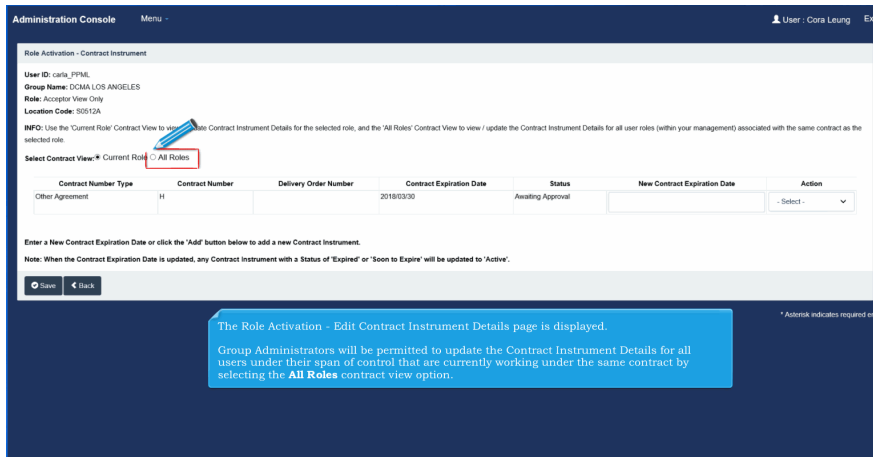 Administration Console Menu User : Cora Leung Ex
Role Activation - Contract Instrument
User ID: carla_PPML
Group Name: DCMA LOS ANGELES
Role: Acceptor View Only
Location Code: S0512A
INFO: Use the 'Current Role' Contract View to view / update Contract Instrument Details for the selected role, and the 'All Roles' Contract View to view / update the Contract Instrument Details for all user roles (within your management) associated with the same contract as the
selected role.
Select Contract View: Current Role All Roles
Contract Number Type Contract Number Delivery Order Number Contract Expiration Date Status New Contract Expiration Date Action
Other Agreement H 2018/03/30 Awaiting Approval - Select -
Enter a New Contract Expiration Date or click the 'Add' button below to add a new Contract Instrument.
Note: When the Contract Expiration Date is updated, any Contract Instrument with a Status of 'Expired' or 'Soon to Expire' will be updated to 'Active'.
Save Back
* Asterisk indicates required en
The Role Activation - Edit Contract Instrument Details page is displayed.
Group Administrators will be permitted to update the Contract Instrument Details for all
users under their span of control that are currently working under the same contract by
selecting the All Roles contract view option.